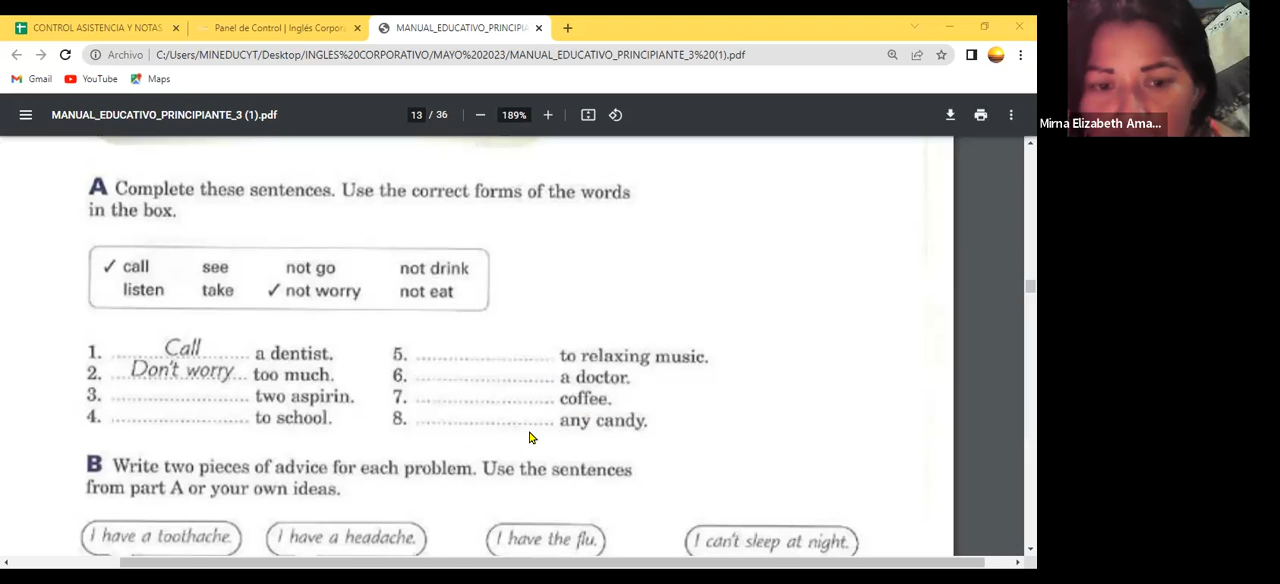 CONTROL ASISTENCIA Y NOTAS
Panel de Control | Inglés Corpora
MANUAL_EDUCATIVO_PRINCIPI
Archivo C:/Users/MINEDUCYT/Desktop/INGLES%20CORPORATIVO/MAYO%202023/MANUAL_EDUCATIVO_PRINCIPIANTE_3%20(1).pdf
Gmail YouTube Maps
MANUAL_EDUCATIVO_PRINCIPIANTE_3 (1).pdf 13 / 36 189%
Mirna Elizabeth Ama...
A Complete these sentences. Use the correct forms of the words
in the box.
✓ call see not go not drink
listen take ✓ not worry not eat
1. Call a dentist.
2. Don't worry too much.
3. two aspirin.
4. to school.
5. to relaxing music.
6. a doctor.
7. coffee.
8. any candy.
B Write two pieces of advice for each problem. Use the sentences
from part A or your own ideas.
I have a toothache. I have a headache. I have the flu. I can't sleep at night.